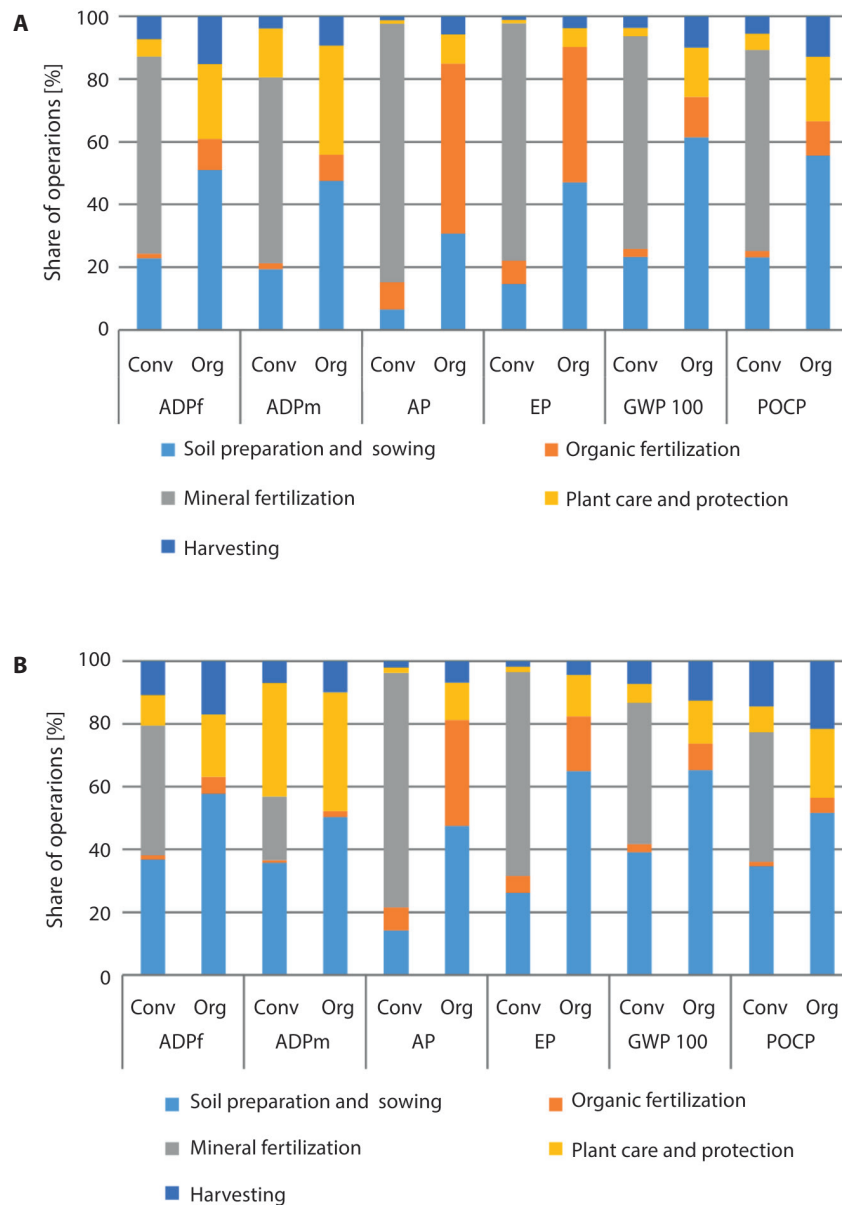 A
Share of operarions [%]
100
80
60
40
20
0
Conv Org Conv Org Conv Org Conv Org Conv Org Conv Org
ADPf ADPm AP EP GWP 100 POCP
Soil preparation and sowing
Organic fertilization
Mineral fertilization
Plant care and protection
Harvesting
B
Share of operarions [%]
100
80
60
40
20
0
Conv Org Conv Org Conv Org Conv Org Conv Org Conv Org
ADPf ADPm AP EP GWP 100 POCP
Soil preparation and sowing
Organic fertilization
Mineral fertilization
Plant care and protection
Harvesting